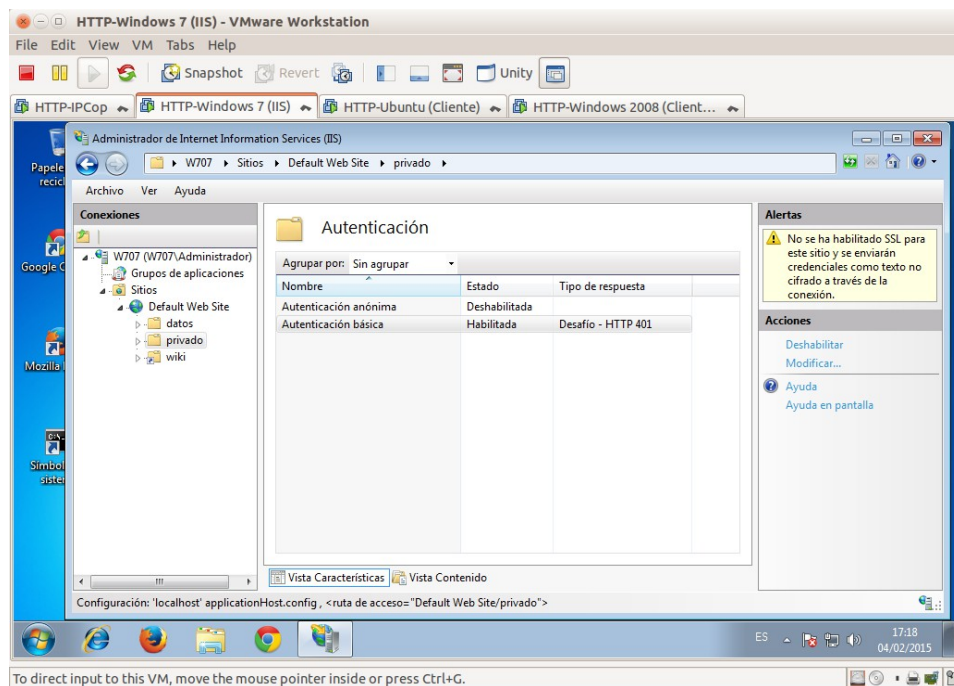 HTTP-Windows 7 (IIS) - VMware Workstation
File Edit View VM Tabs Help
Snapshot Revert Unity
HTTP-IPCop HTTP-Windows 7 (IIS) HTTP-Ubuntu (Cliente) HTTP-Windows 2008 (Client...
Administrador de Internet Information Services (IIS)
W707 Sitios Default Web Site privado
Archivo Ver Ayuda
Conexiones
W707 (W707\Administrador)
Grupos de aplicaciones
Sitios
Default Web Site
datos
privado
wiki
Autenticación
Agrupar por: Sin agrupar
Nombre Estado Tipo de respuesta
Autenticación anónima Deshabilitada
Autenticación básica Habilitada Desafío - HTTP 401
Vista Características Vista Contenido
Alertas
No se ha habilitado SSL para
este sitio y se enviarán
credenciales como texto no
cifrado a través de la
conexión.
Acciones
Deshabilitar
Modificar...
Ayuda
Ayuda en pantalla
Configuración: 'localhost' applicationHost.config , <ruta de acceso="Default Web Site/privado">
Papele
recicl
Google C
Mozilla
Símbol
siste
ES 17:18
04/02/2015
To direct input to this VM, move the mouse pointer inside or press Ctrl+G.